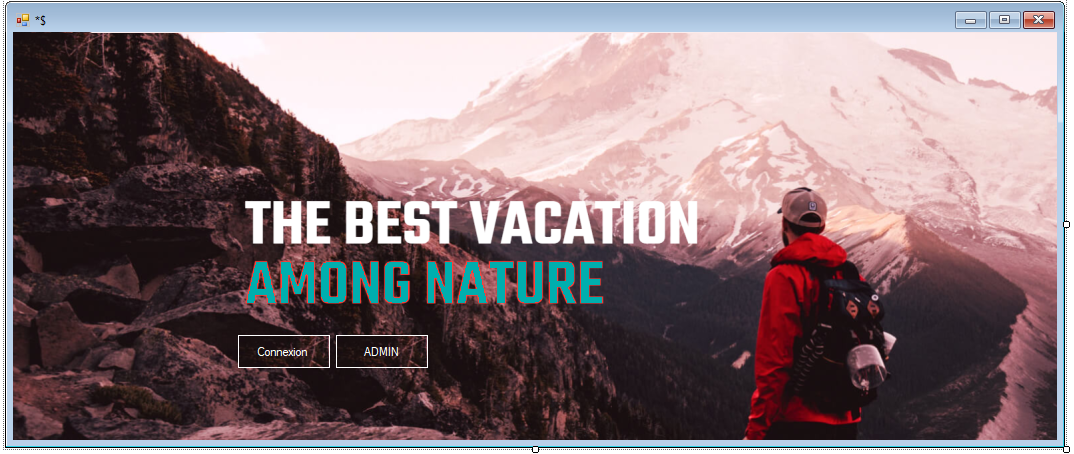 *$
THE BEST VACATION
AMONG NATURE
Connexion
ADMIN